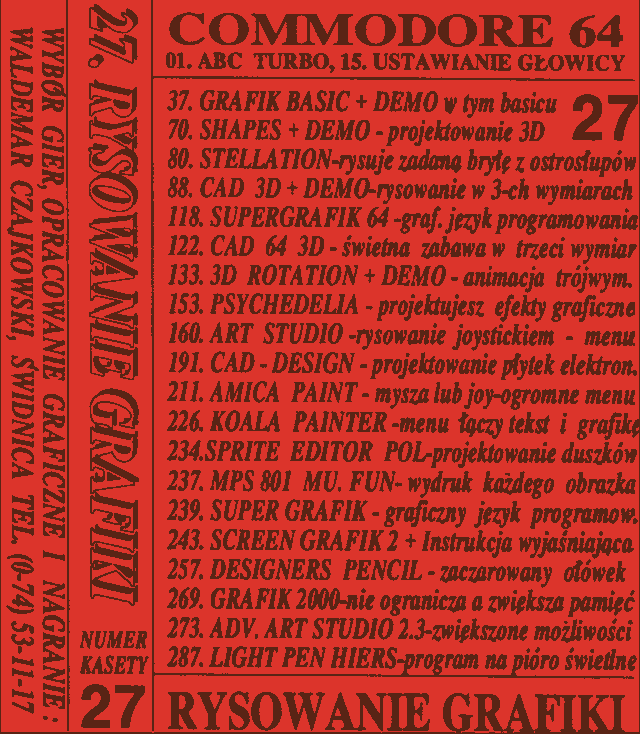 WYBÓR GIER, OPRACOWANIE GRAFICZNE I NAGRANIE:
WALDEMAR CZAJKOWSKI, ŚWIDNICA TEL. (0-74) 53-11-17
27. RYSOWANIE GRAFIKI
NUMER
KASETY
27
COMMODORE 64
01. ABC TURBO, 15. USTAWIANIE GŁOWICY
27
37. GRAFIK BASIC + DEMO w tym basicu
70. SHAPES + DEMO - projektowanie 3D
80. STELLATION-rysuje zadaną bryłę z ostrosłupów
88. CAD 3D + DEMO-rysowanie w 3-ch wymiarach
118. SUPERGRAFIK 64 -graf. język programowania
122. CAD 64 3D - świetna zabawa w trzeci wymiar
133. 3D ROTATION + DEMO - animacja trójwym.
153. PSYCHEDELIA - projektujesz efekty graficzne
160. ART STUDIO -rysowanie joystickiem - menu
191. CAD - DESIGN - projektowanie płytek elektron.
211. AMICA PAINT - mysza lub joy-ogromne menu
226. KOALA PAINTER -menu łączy tekst i grafikę
234.SPRITE EDITOR POL-projektowanie duszków
237. MPS 801 MU. FUN- wydruk każdego obrazka
239. SUPER GRAFIK - graficzny język programow.
243. SCREEN GRAFIK 2 + Instrukcja wyjaśniająca
257. DESIGNERS PENCIL - zaczarowany ołówek
269. GRAFIK 2000-nie ogranicza a zwiększa pamięć
273. ADV. ART STUDIO 2.3-zwiększone możliwości
287. LIGHT PEN HIERS-program na pióro świetlne
RYSOWANIE GRAFIKI